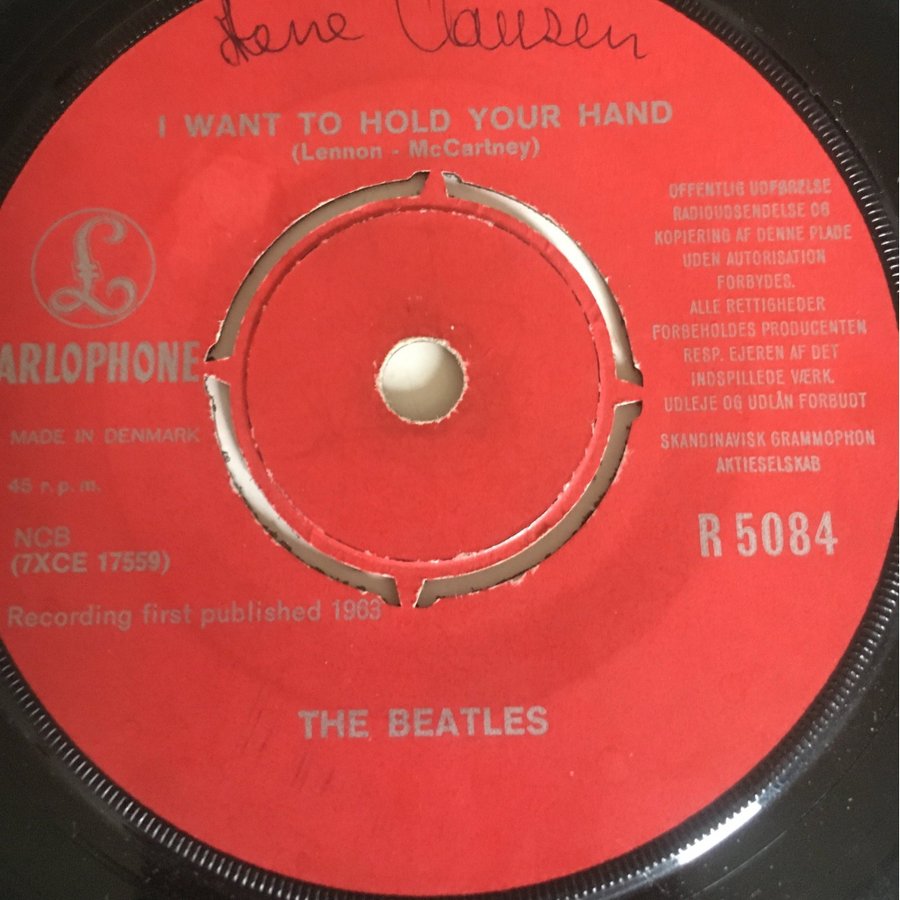 Hene Clausen
I WANT TO HOLD YOUR HAND
(Lennon - McCartney)
£
ARLOPHONE
MADE IN DENMARK
45 r.p.m.
NCB
(7XCE 17559)
Recording first published 1963
OFFENTLIG UDFØRELSE
RADIOUDSENDELSE OG
KOPIERING AF DENNE PLADE
UDEN AUTORISATION
FORBYDES.
ALLE RETTIGHEDER
FORBEHOLDES PRODUCENTEN
RESP. EJEREN AF DET
INDSPILLEDE VÆRK.
UDLEJE OG UDLÅN FORBUDT
SKANDINAVISK GRAMMOPHON
AKTIESELSKAB
R 5084
THE BEATLES